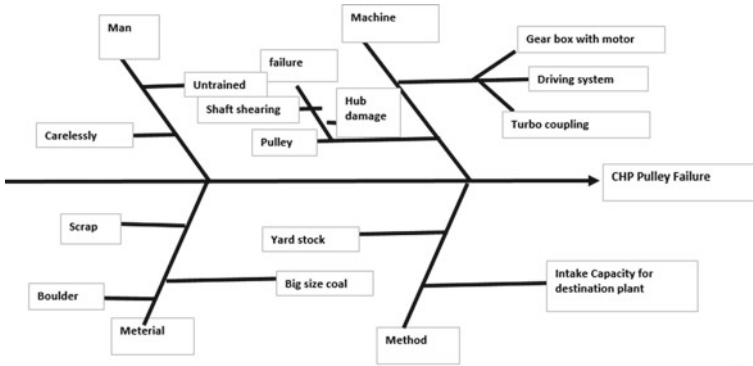 Man
Machine
Gear box with motor
failure
Untrained
Driving system
Shaft shearing
Hub
damage
Turbo coupling
Carelessly
Pulley
CHP Pulley Failure
Scrap
Yard stock
Big size coal
Intake Capacity for
destination plant
Boulder
Meterial
Method